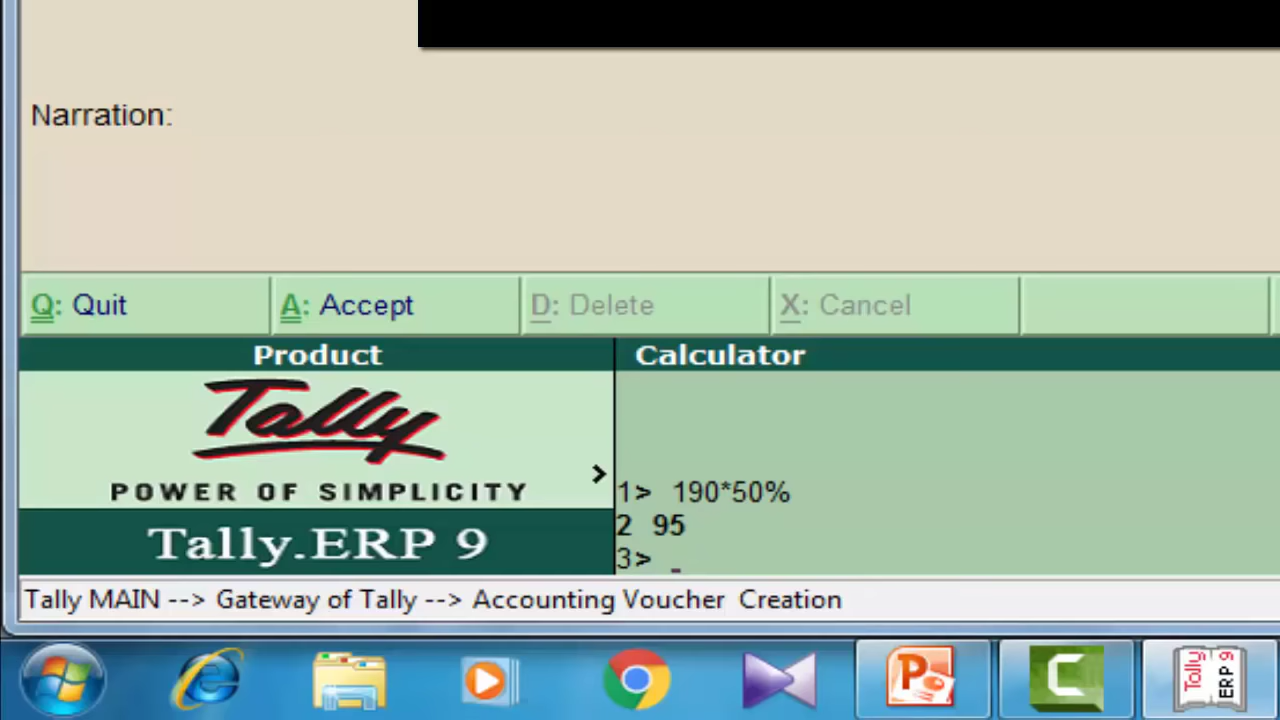 Narration:
Q: Quit
A: Accept
D: Delete
X: Cancel
Product
Tally
POWER OF SIMPLICITY
Tally.ERP 9
Calculator
1> 190*50%
2 95
3> _
Tally MAIN --> Gateway of Tally --> Accounting Voucher Creation
Tally
ERP 9